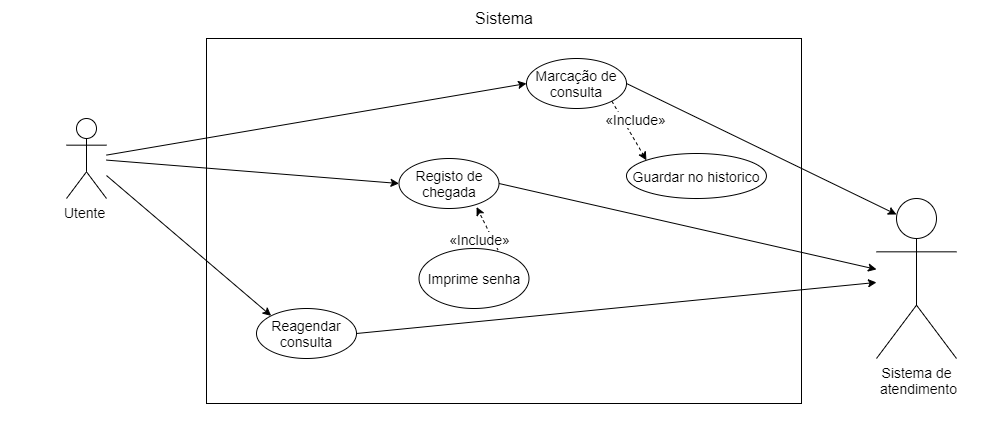 Sistema
Marcação de
consulta
«Include»
Guardar no historico
Registo de
chegada
Utente
«Include»
Imprime senha
Reagendar
consulta
Sistema de
atendimento